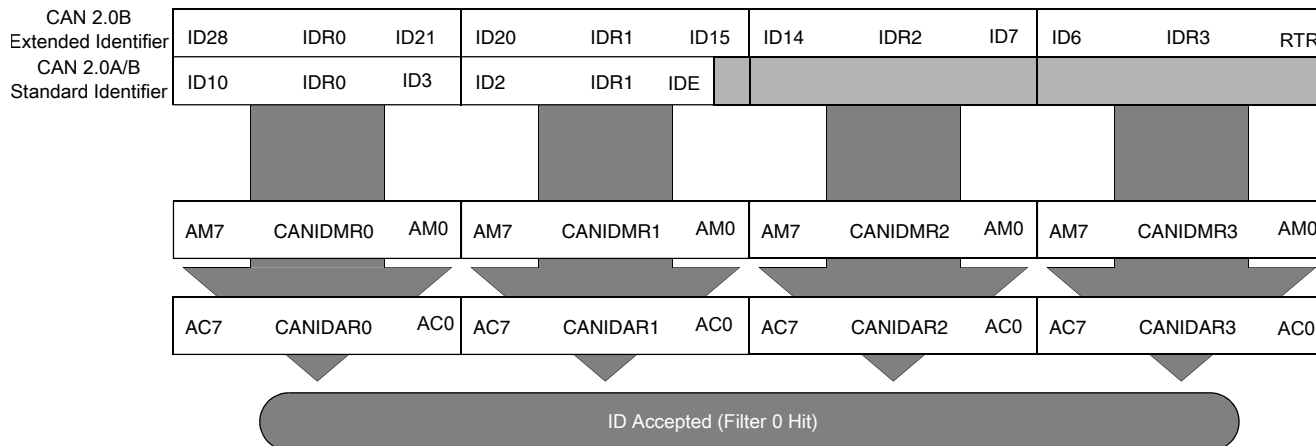 CAN 2.0B
Extended Identifier ID28 IDR0 ID21 ID20 IDR1 ID15 ID14 IDR2 ID7 ID6 IDR3 RTR
CAN 2.0A/B
Standard Identifier ID10 IDR0 ID3 ID2 IDR1 IDE
AM7 CANIDMR0 AM0 AM7 CANIDMR1 AM0 AM7 CANIDMR2 AM0 AM7 CANIDMR3 AM0
AC7 CANIDAR0 AC0 AC7 CANIDAR1 AC0 AC7 CANIDAR2 AC0 AC7 CANIDAR3 AC0
ID Accepted (Filter 0 Hit)